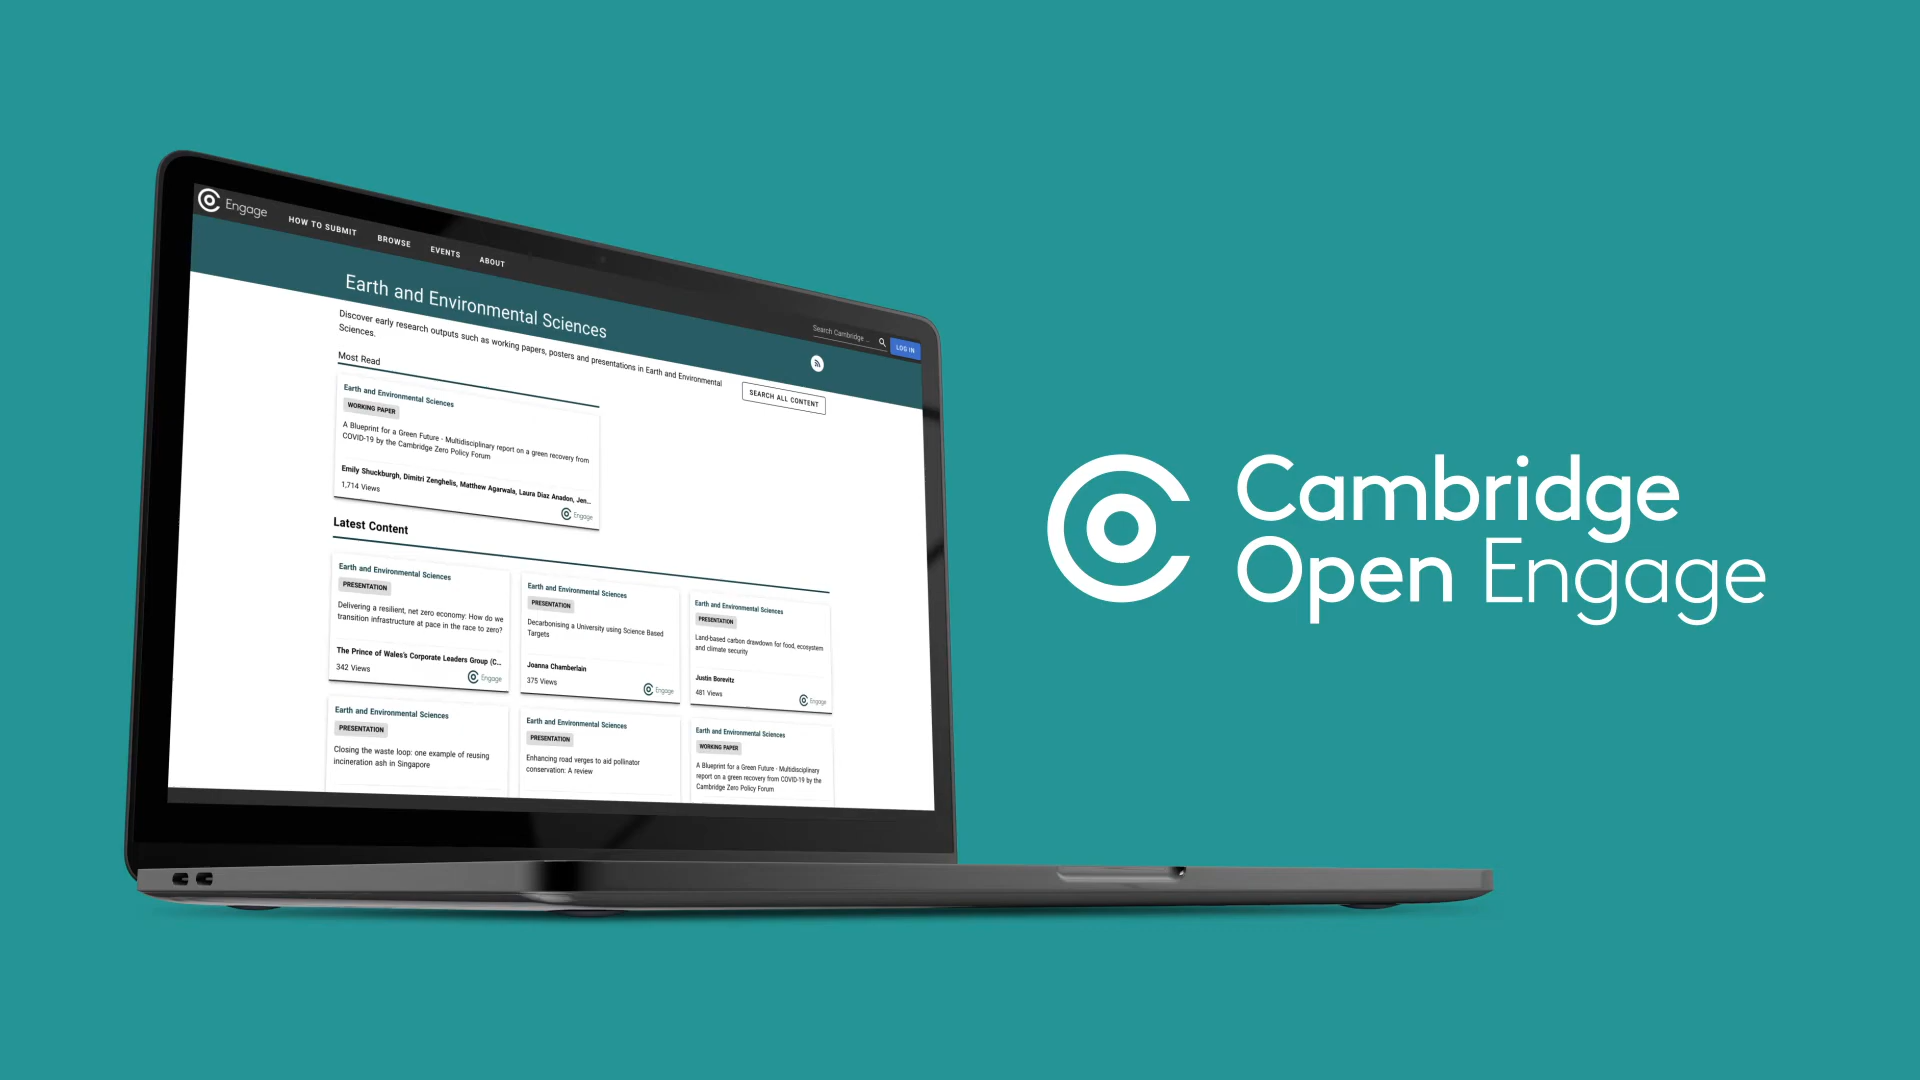 Engage
HOW TO SUBMIT
BROWSE
EVENTS
ABOUT
Search Cambridge ...
LOG IN
Earth and Environmental Sciences
Discover early research outputs such as working papers, posters and presentations in Earth and Environmental
Sciences.
SEARCH ALL CONTENT
Most Read
Earth and Environmental Sciences
WORKING PAPER
A Blueprint for a Green Future - Multidisciplinary report on a green recovery from
COVID-19 by the Cambridge Zero Policy Forum
Emily Shuckburgh, Dimitri Zenghelis, Matthew Agarwala, Laura Diaz Anadon, Jen...
1,714 Views
Engage
Latest Content
Earth and Environmental Sciences
PRESENTATION
Delivering a resilient, net zero economy: How do we
transition infrastructure at pace in the race to zero?
The Prince of Wales's Corporate Leaders Group (C...
342 Views
Engage
Earth and Environmental Sciences
PRESENTATION
Decarbonising a University using Science Based
Targets
Joanna Chamberlain
375 Views
Engage
Earth and Environmental Sciences
PRESENTATION
Land-based carbon drawdown for food, ecosystem
and climate security
Justin Borevitz
481 Views
Engage
Earth and Environmental Sciences
PRESENTATION
Closing the waste loop: one example of reusing
incineration ash in Singapore
Earth and Environmental Sciences
PRESENTATION
Enhancing road verges to aid pollinator
conservation: A review
Earth and Environmental Sciences
WORKING PAPER
A Blueprint for a Green Future - Multidisciplinary
report on a green recovery from COVID-19 by the
Cambridge Zero Policy Forum
Cambridge
Open Engage